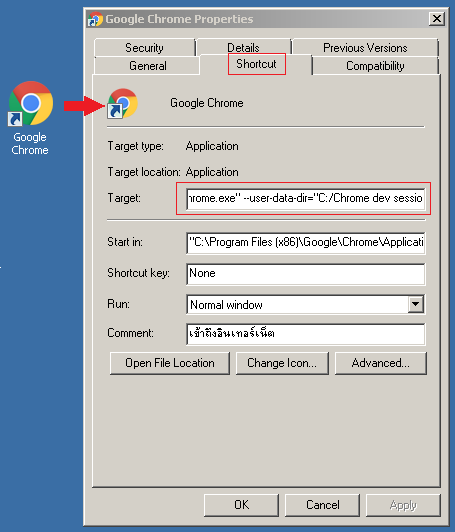 Google Chrome Properties
Security Details Previous Versions
General Shortcut Compatibility
Google
Chrome
Google Chrome
Target type: Application
Target location: Application
Target: hrome.exe" --user-data-dir="C:/Chrome dev sessio
Start in: "C:\Program Files (x86)\Google\Chrome\Applicati
Shortcut key: None
Run: Normal window
Comment: เข้าถึงอินเทอร์เน็ต
Open File Location Change Icon... Advanced...
OK Cancel Apply